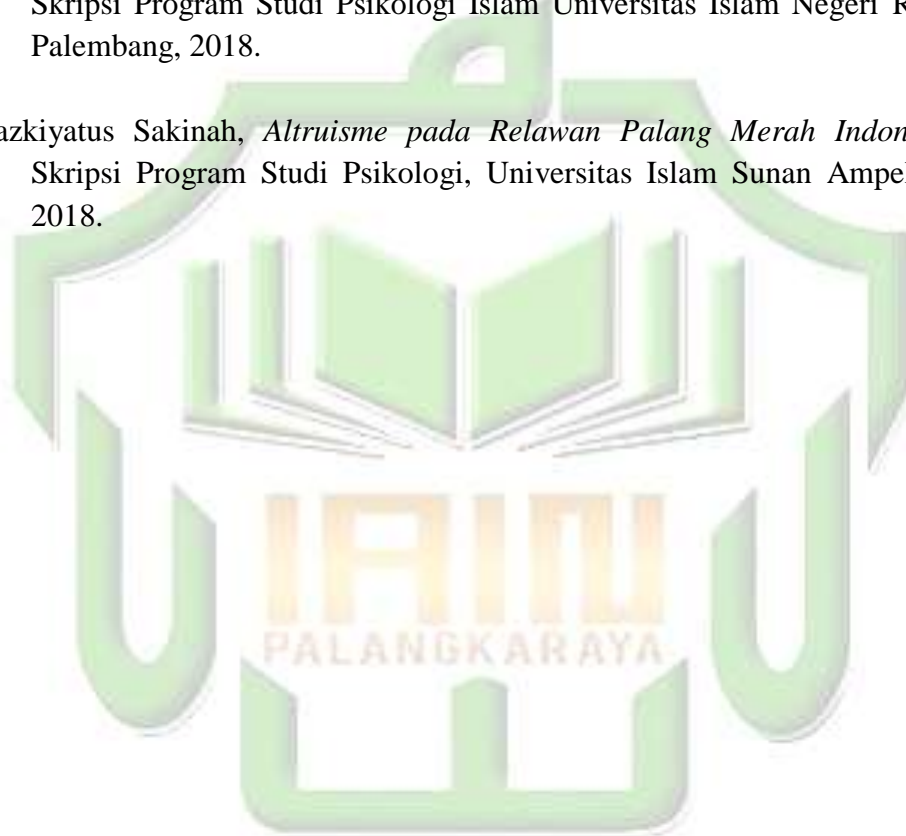 Skripsi Program Studi Psikologi Islam Universitas Islam Negeri R
Palembang, 2018.
azkiyatus Sakinah, Altruisme pada Relawan Palang Merah Indon
Skripsi Program Studi Psikologi, Universitas Islam Sunan Ampel
2018.
IAIN
PALANGKARAYA